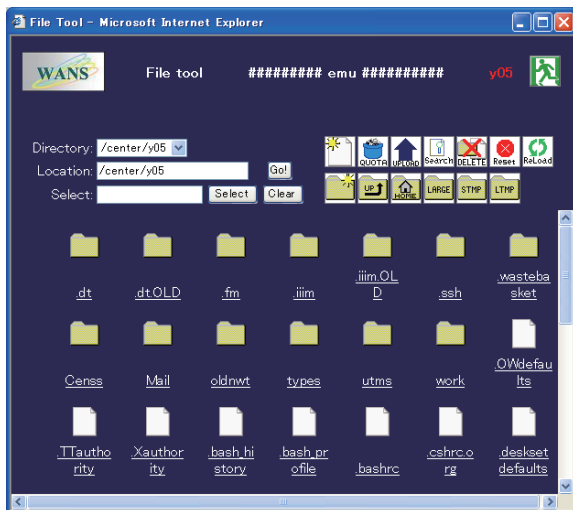 File Tool - Microsoft Internet Explorer
WANS File tool ######### emu ########## y05
Directory: /center/y05
Location: /center/y05 Go!
Select: Select Clear
QUOTA UPLOAD Search DELETE Reset ReLoad
UP HOME LARGE STMP LTMP
.dt .dt.OLD .fm .iiim .iiim.OL .ssh .wasteba
D sket
Censs Mail oldnwt types utms work .OWdefau
lts
.TTautho .Xauthor .bash_hi .bash_pr .bashrc .cshrc.o .deskset
rity ity story ofile rg defaults